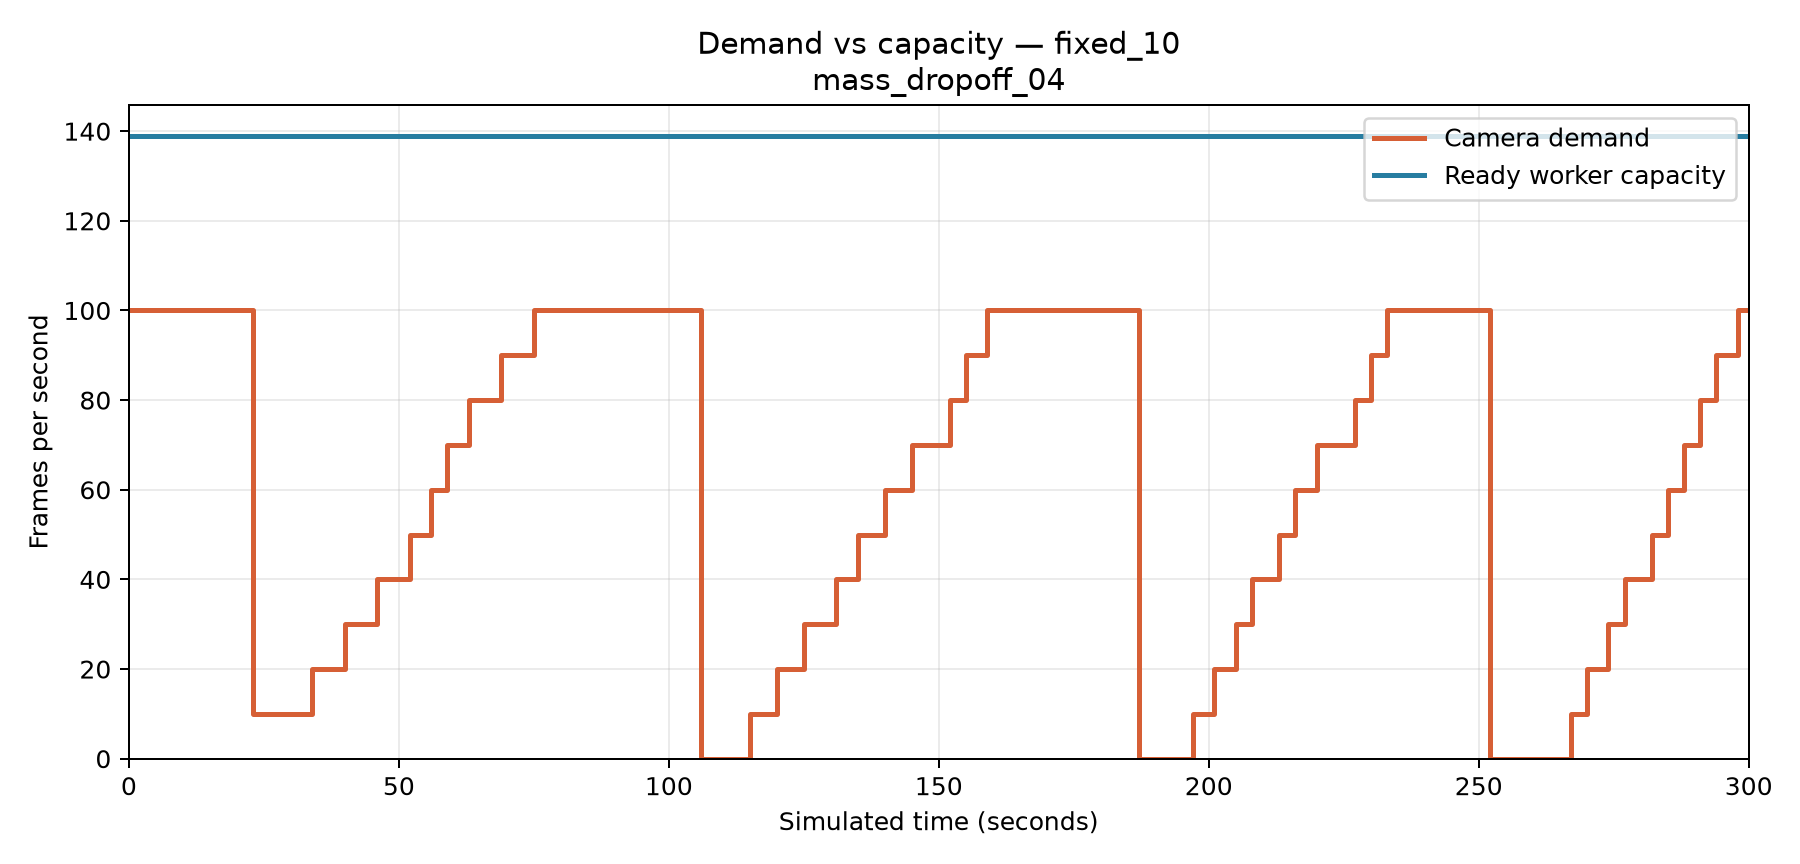 Demand vs capacity — fixed_10
mass_dropoff_04
Camera demand
Ready worker capacity
Frames per second
140
120
100
80
60
40
20
0
0 50 100 150 200 250 300
Simulated time (seconds)